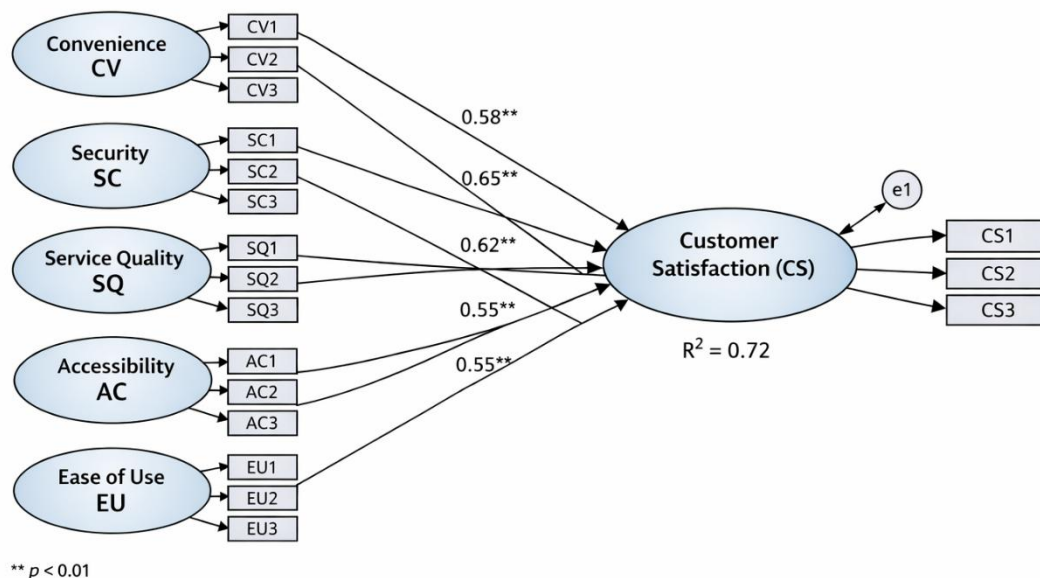 Convenience
CV
CV1
CV2
CV3
Security
SC
SC1
SC2
SC3
Service Quality
SQ
SQ1
SQ2
SQ3
Accessibility
AC
AC1
AC2
AC3
Ease of Use
EU
EU1
EU2
EU3
0.58**
0.65**
0.62**
0.55**
0.55**
Customer
Satisfaction (CS)
R² = 0.72
e1
CS1
CS2
CS3
** p < 0.01